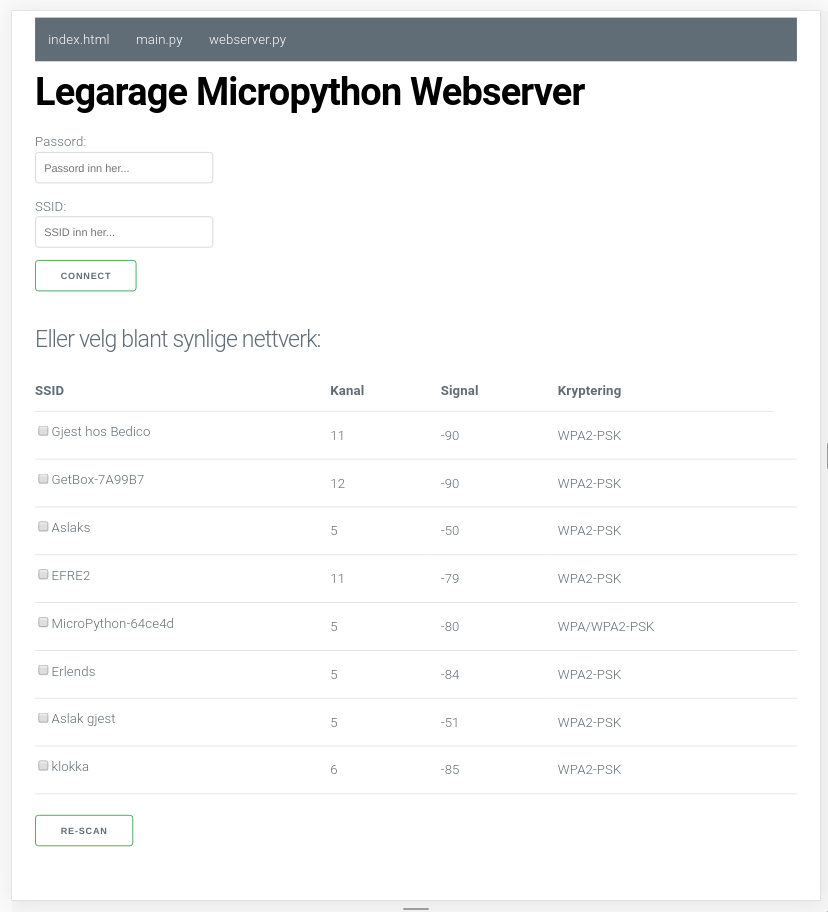 index.html main.py webserver.py
Legarage Micropython Webserver
Passord:
Passord inn her...
SSID:
SSID inn her...
CONNECT
Eller velg blant synlige nettverk:
SSID Kanal Signal Kryptering
Gjest hos Bedico 11 -90 WPA2-PSK
GetBox-7A99B7 12 -90 WPA2-PSK
Aslaks 5 -50 WPA2-PSK
EFRE2 11 -79 WPA2-PSK
MicroPython-64ce4d 5 -80 WPA/WPA2-PSK
Erlends 5 -84 WPA2-PSK
Aslak gjest 5 -51 WPA2-PSK
klokka 6 -85 WPA2-PSK
RE-SCAN